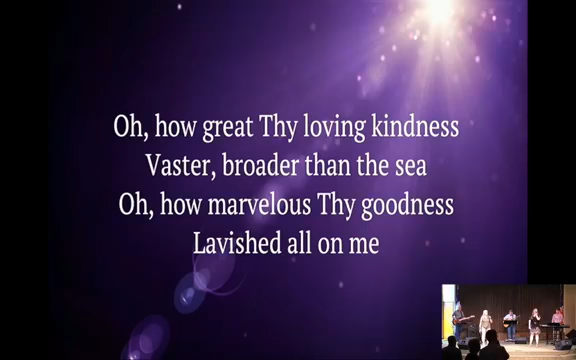 Oh, how great Thy loving kindness
Vaster, broader than the sea
Oh, how marvelous Thy goodness
Lavished all on me